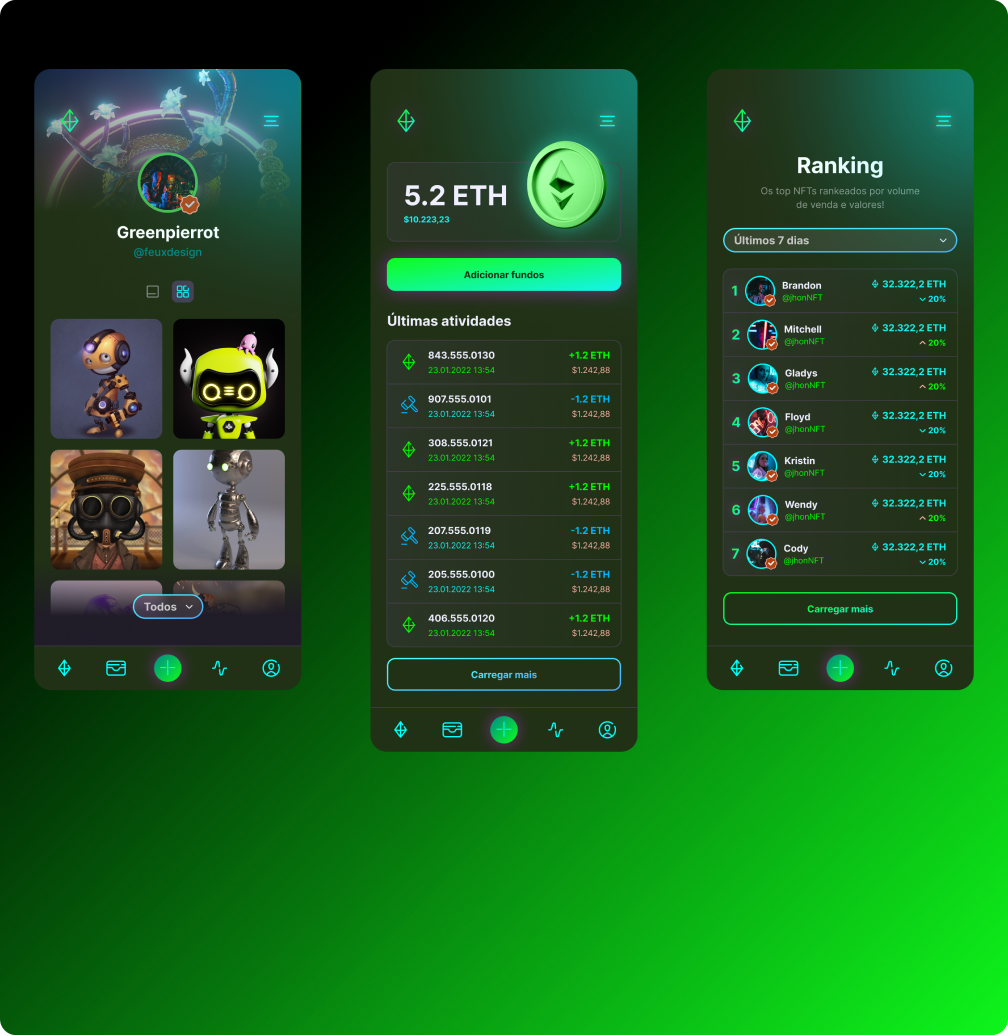 Greenpierrot
@feuxdesign
Todos
5.2 ETH
$10.223,23
Adicionar fundos
Últimas atividades
843.555.0130 +1.2 ETH
23.01.2022 13:54 $1.242,88
907.555.0101 -1.2 ETH
23.01.2022 13:54 $1.242,88
308.555.0121 +1.2 ETH
23.01.2022 13:54 $1.242,88
225.555.0118 +1.2 ETH
23.01.2022 13:54 $1.242,88
207.555.0119 -1.2 ETH
23.01.2022 13:54 $1.242,88
205.555.0100 -1.2 ETH
23.01.2022 13:54 $1.242,88
406.555.0120 +1.2 ETH
23.01.2022 13:54 $1.242,88
Carregar mais
Ranking
Os top NFTs rankeados por volume
de venda e valores!
Últimos 7 dias
1 Brandon 32.322,2 ETH
@jhonNFT 20%
2 Mitchell 32.322,2 ETH
@jhonNFT 20%
3 Gladys 32.322,2 ETH
@jhonNFT 20%
4 Floyd 32.322,2 ETH
@jhonNFT 20%
5 Kristin 32.322,2 ETH
@jhonNFT 20%
6 Wendy 32.322,2 ETH
@jhonNFT 20%
7 Cody 32.322,2 ETH
@jhonNFT 20%
Carregar mais